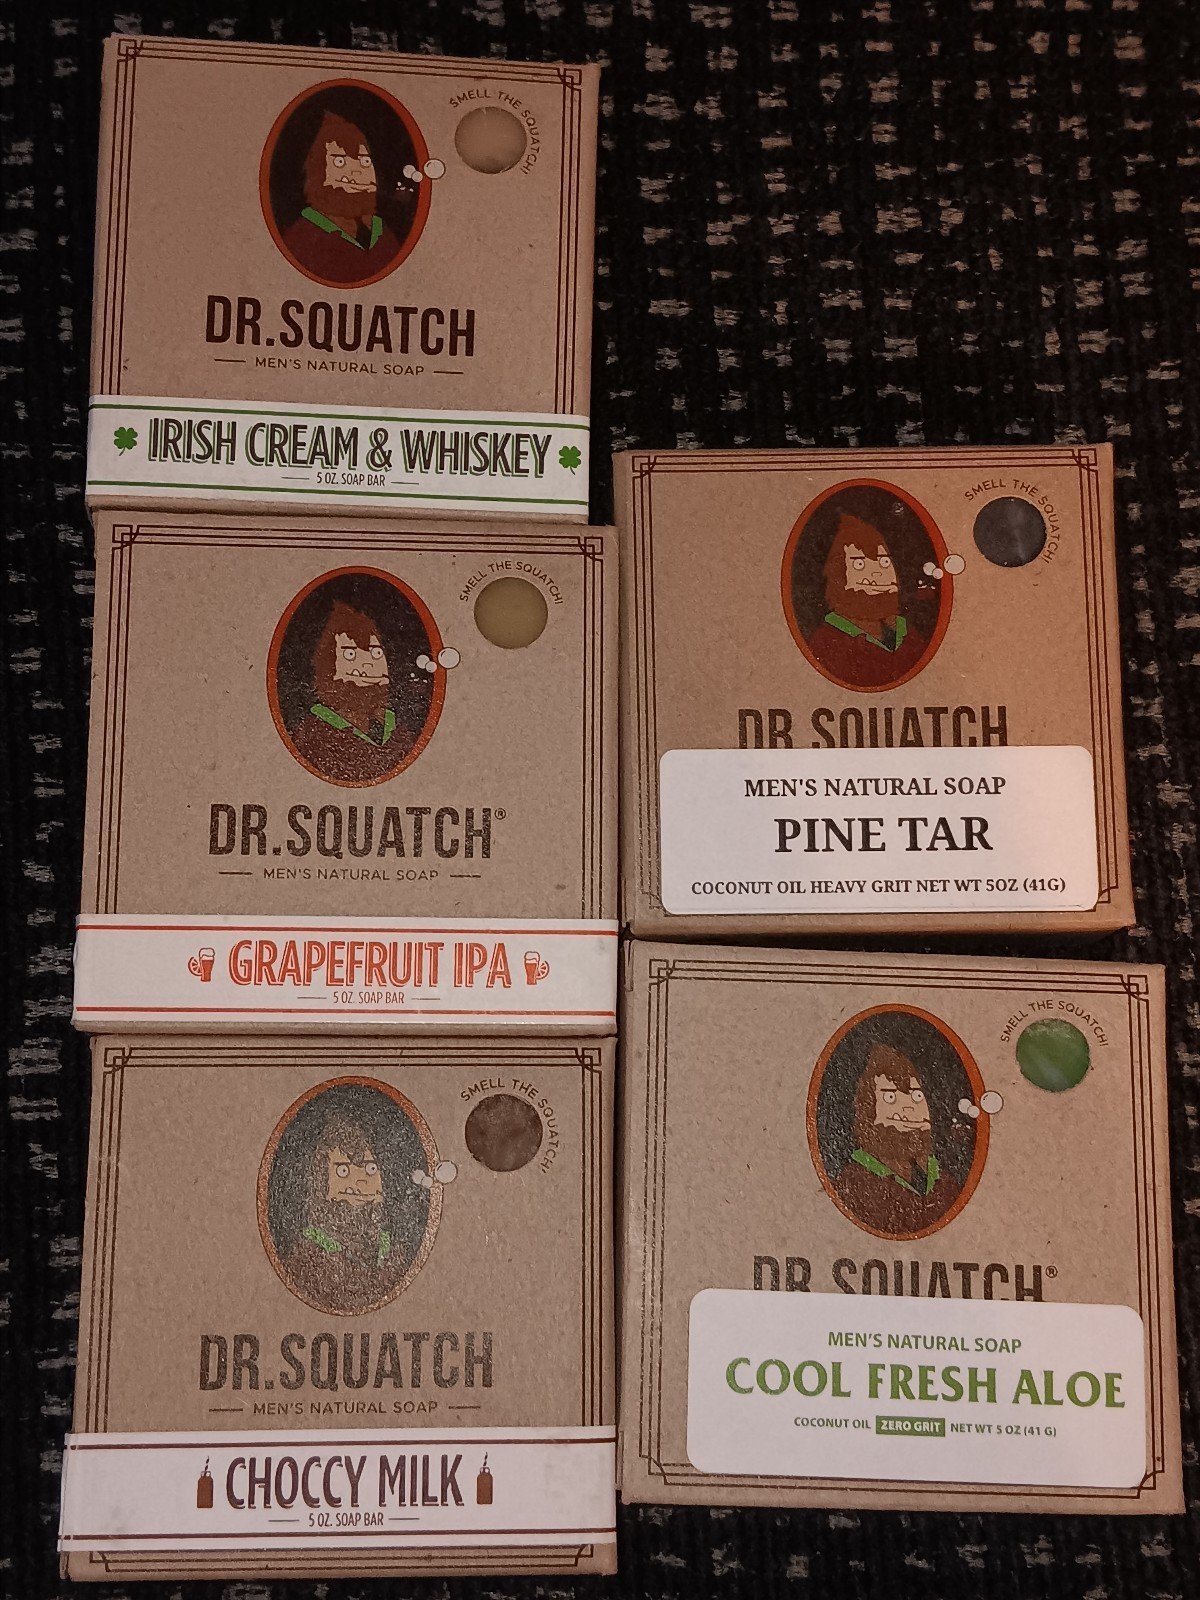 SMELL THE SQUATCH!
DR.SQUATCH
MEN'S NATURAL SOAP
IRISH CREAM & WHISKEY
5 OZ. SOAP BAR
SMELL THE SQUATCH!
DR.SQUATCH®
MEN'S NATURAL SOAP
GRAPEFRUIT IPA
5 OZ. SOAP BAR
SMELL THE SQUATCH!
DR.SQUATCH
MEN'S NATURAL SOAP
CHOCCY MILK
5 OZ. SOAP BAR
SMELL THE SQUATCH!
DR.SQUATCH
MEN'S NATURAL SOAP
PINE TAR
COCONUT OIL HEAVY GRIT NET WT 5OZ (41G)
SMELL THE SQUATCH!
DR.SQUATCH®
MEN'S NATURAL SOAP
COOL FRESH ALOE
COCONUT OIL ZERO GRIT NET WT 5 OZ (41 G)